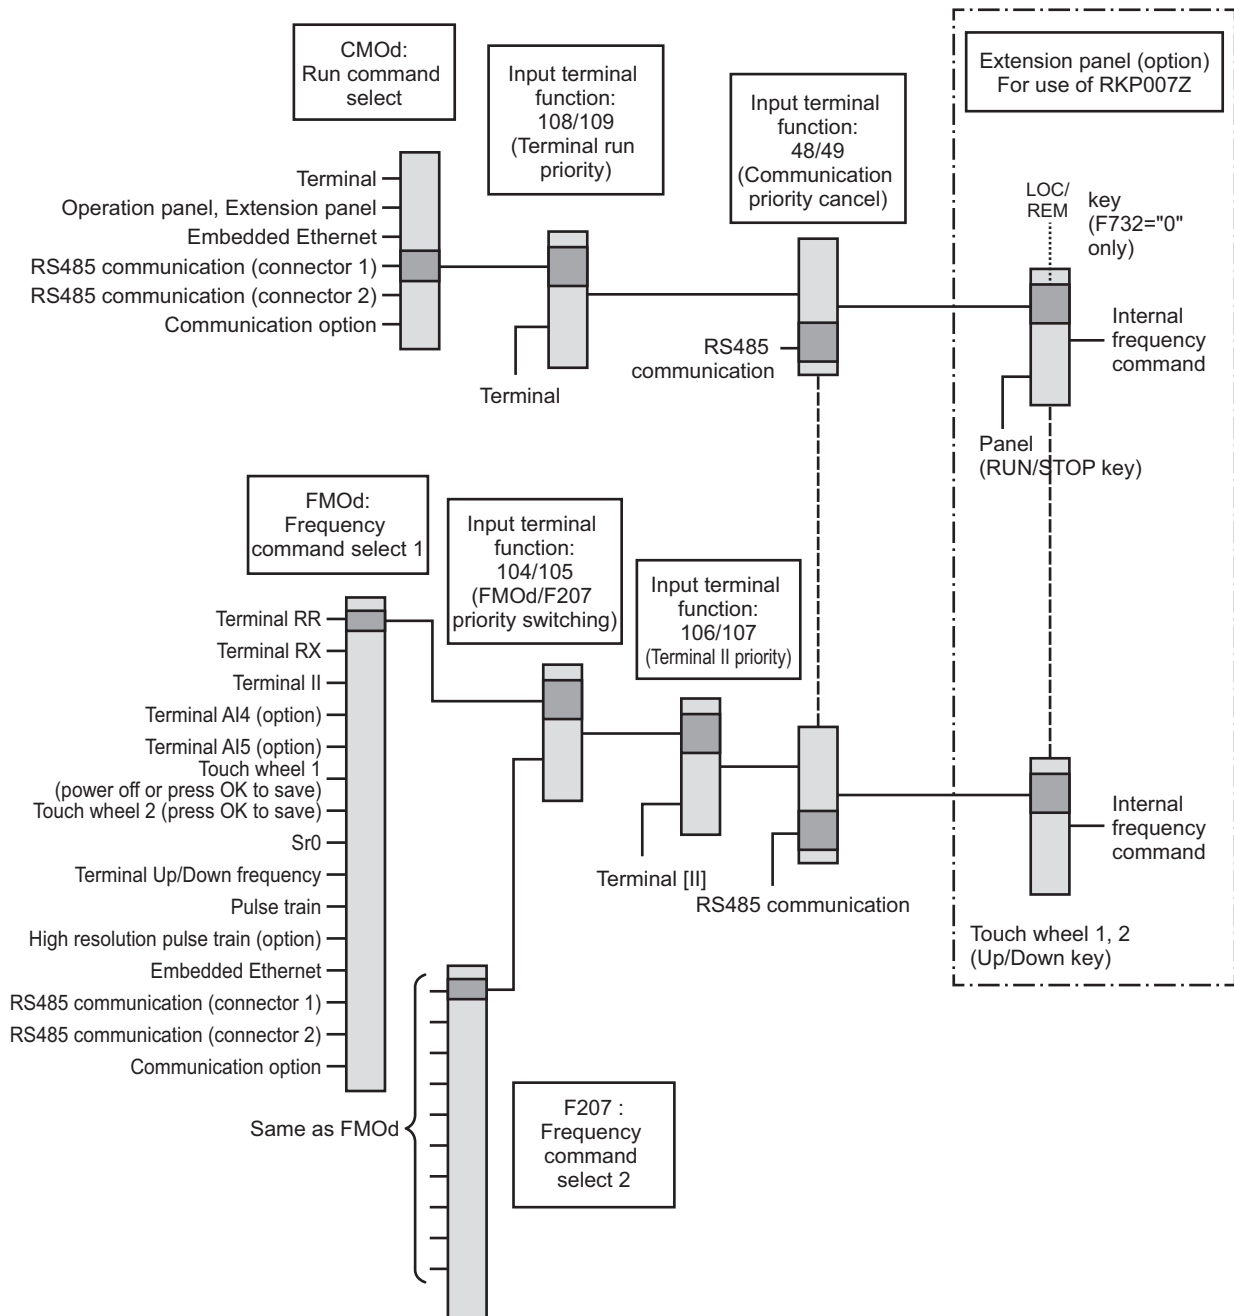 CMOd:
Run command
select
Input terminal
function:
108/109
(Terminal run
priority)
Input terminal
function:
48/49
(Communication
priority cancel)
Extension panel (option)
For use of RKP007Z
Terminal
Operation panel, Extension panel
Embedded Ethernet
RS485 communication (connector 1)
RS485 communication (connector 2)
Communication option
Terminal
RS485
communication
LOC/
REM
key
(F732="0"
only)
Internal
frequency
command
Panel
(RUN/STOP key)
FMOd:
Frequency
command select 1
Input terminal
function:
104/105
(FMOd/F207
priority switching)
Input terminal
function:
106/107
(Terminal II priority)
Terminal RR
Terminal RX
Terminal II
Terminal AI4 (option)
Terminal AI5 (option)
Touch wheel 1
(power off or press OK to save)
Touch wheel 2 (press OK to save)
Sr0
Terminal Up/Down frequency
Pulse train
High resolution pulse train (option)
Embedded Ethernet
RS485 communication (connector 1)
RS485 communication (connector 2)
Communication option
Terminal [II]
RS485 communication
Internal
frequency
command
Touch wheel 1, 2
(Up/Down key)
Same as FMOd
F207 :
Frequency
command
select 2